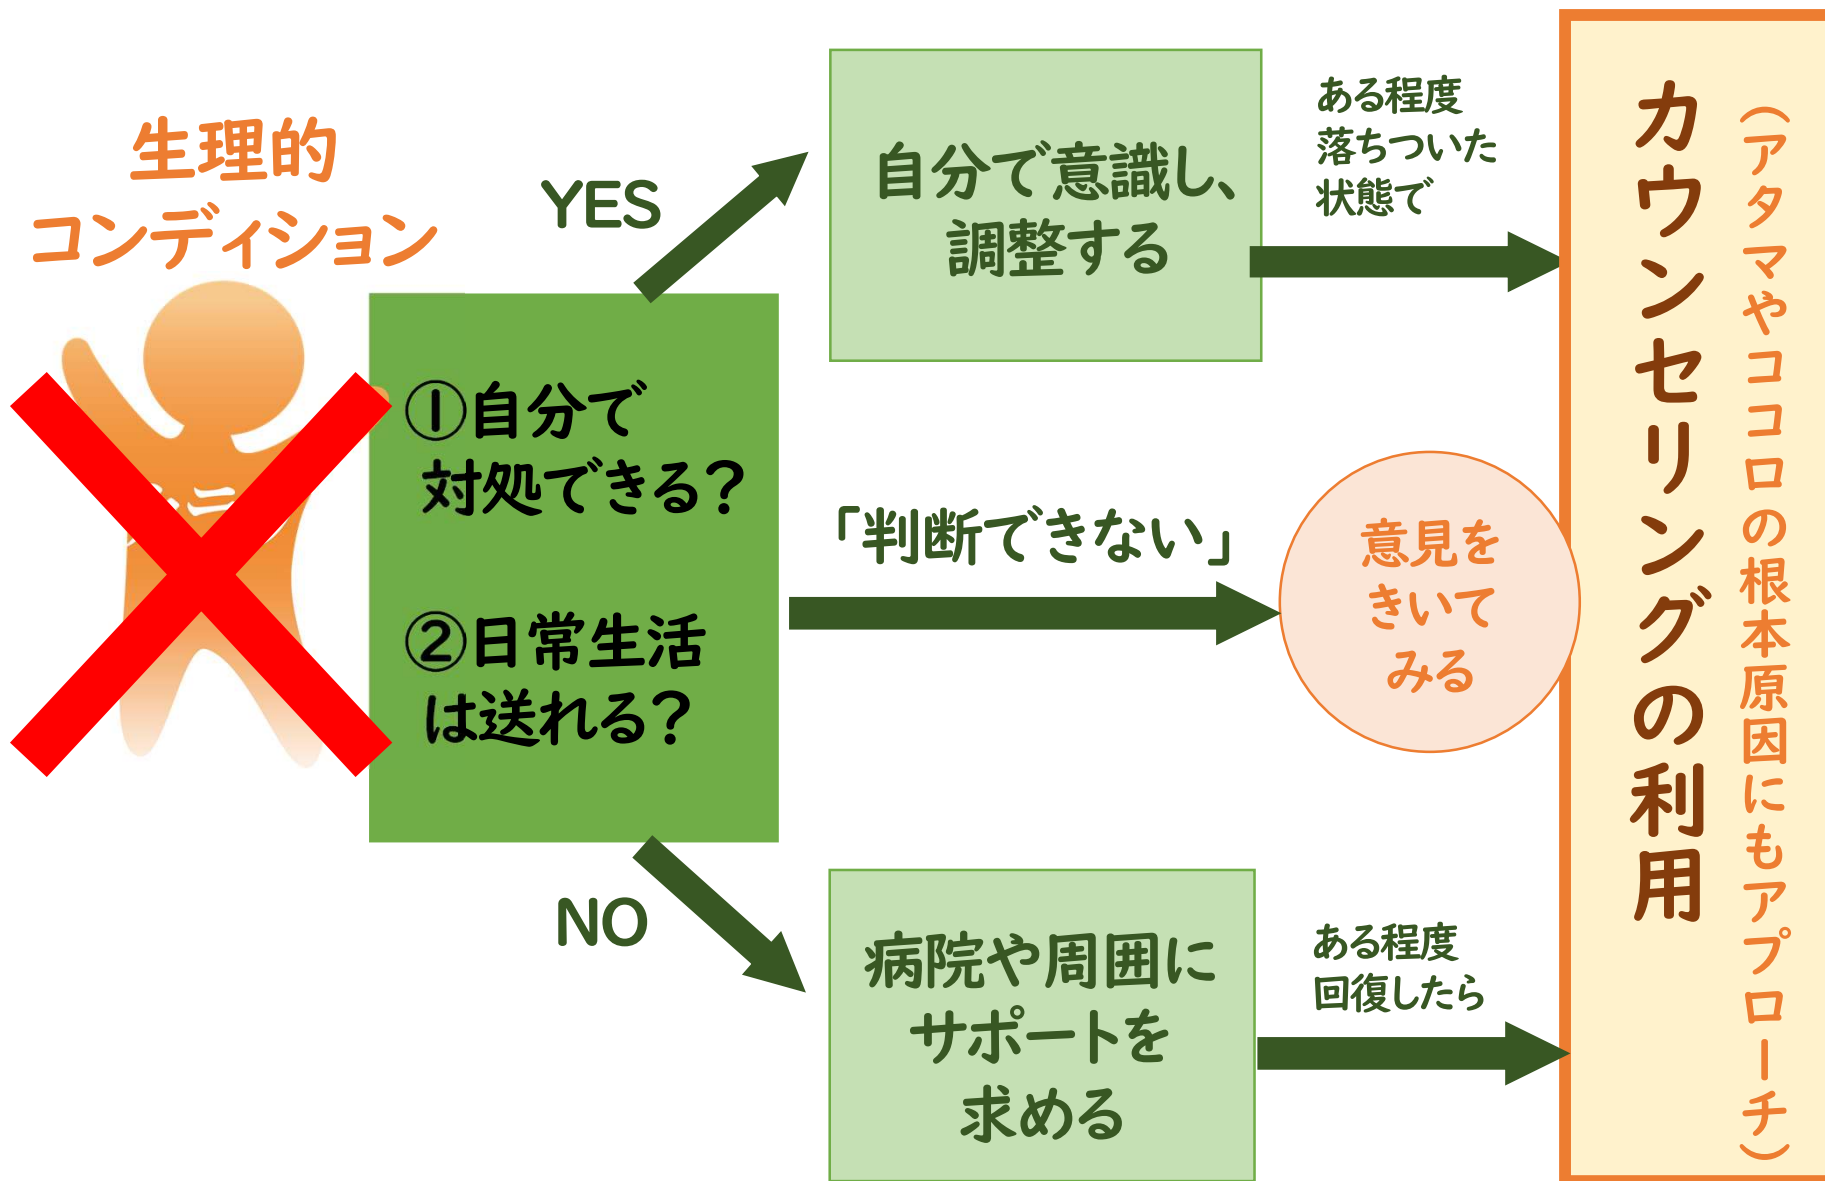 生理的
コンディション
①自分で
対処できる？
②日常生活
は送れる？
YES
自分で意識し、
調整する
ある程度
落ちついた
状態で
「判断できない」
意見を
きいて
みる
NO
病院や周囲に
サポートを
求める
ある程度
回復したら
カウンセリングの利用
（アタマやココロの根本原因にもアプローチ）